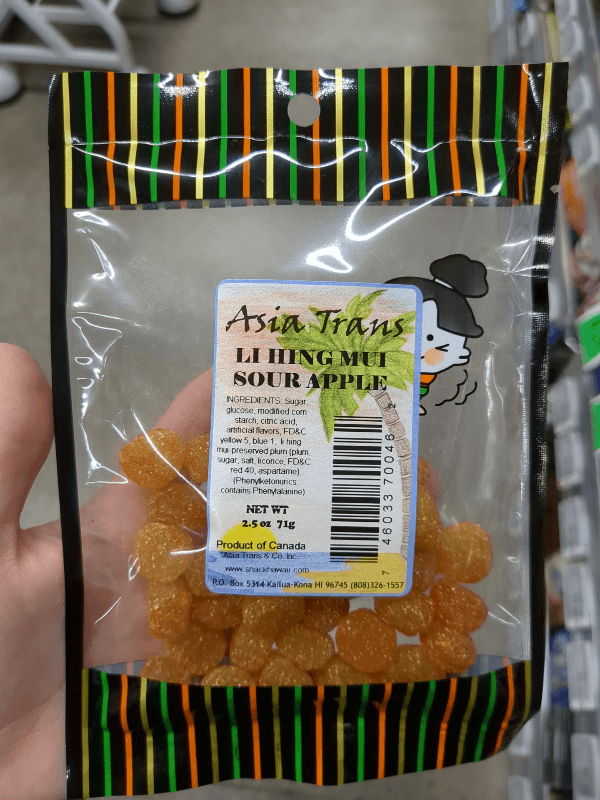 Asia Trans
LI HING MUI
SOUR APPLE
INGREDIENTS: Sugar,
glucose, modified corn
starch, citric acid,
artificial flavors, FD&C
yellow 5, blue 1, li hing
mui-preserved plum (plum,
sugar, salt, licorice, FD&C
red 40, aspartame)
(Phenylketonurics:
contains Phenylalanine)
NET WT
2.5 oz 71g
Product of Canada
Asia Trans & Co. Inc.
www.snackhawaii.com
P.O. Box 5314 Kailua-Kona HI 96745 (808)326-1557
7 46033 70046